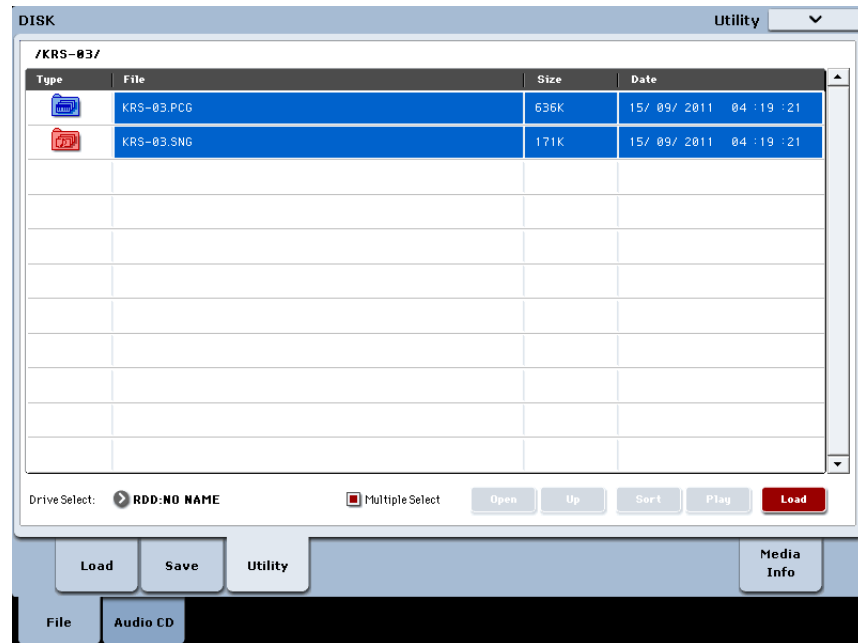 DISK Utility
/KRS-03/
Type File Size Date
KRS-03.PCG 636K 15/ 09/ 2011 04 :19 :21
KRS-03.SNG 171K 15/ 09/ 2011 04 :19 :21
Drive Select: RDD:NO NAME Multiple Select Open Up Sort Play Load
Load Save Utility Media
Info
File Audio CD